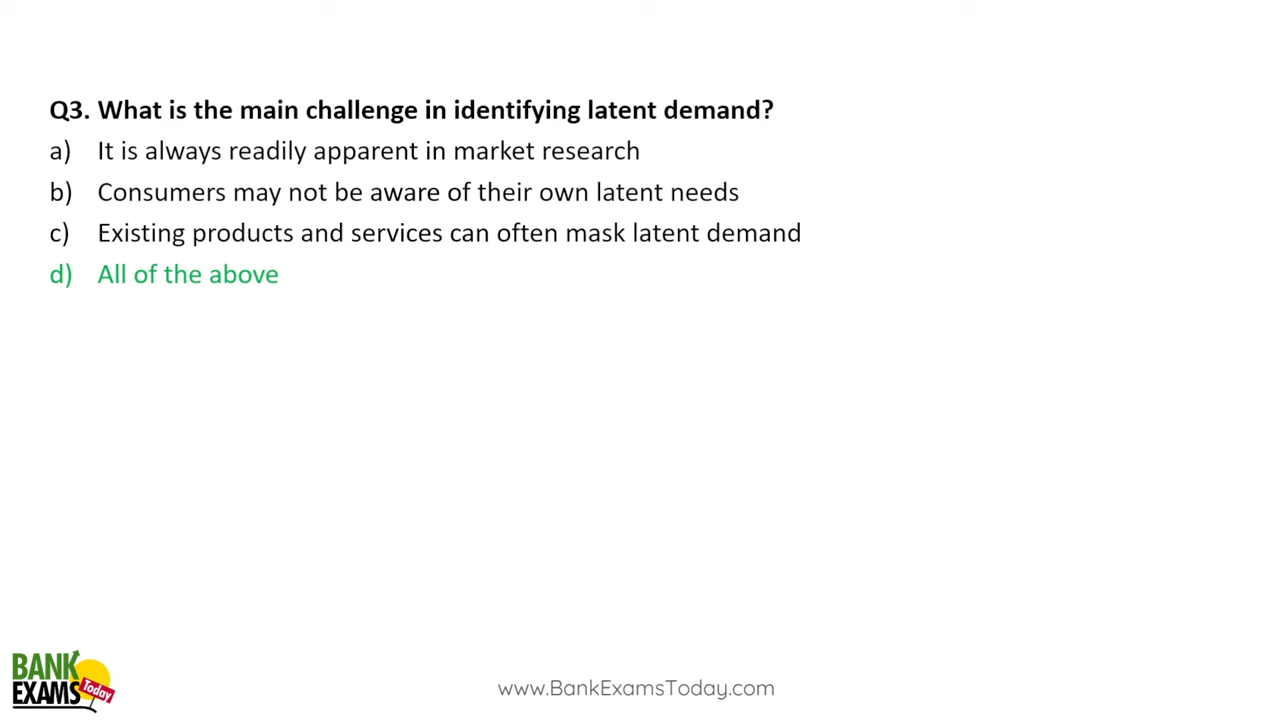 Q3. What is the main challenge in identifying latent demand?
a) It is always readily apparent in market research
b) Consumers may not be aware of their own latent needs
c) Existing products and services can often mask latent demand
d) All of the above
BANK
EXAMS Today
www.BankExamsToday.com